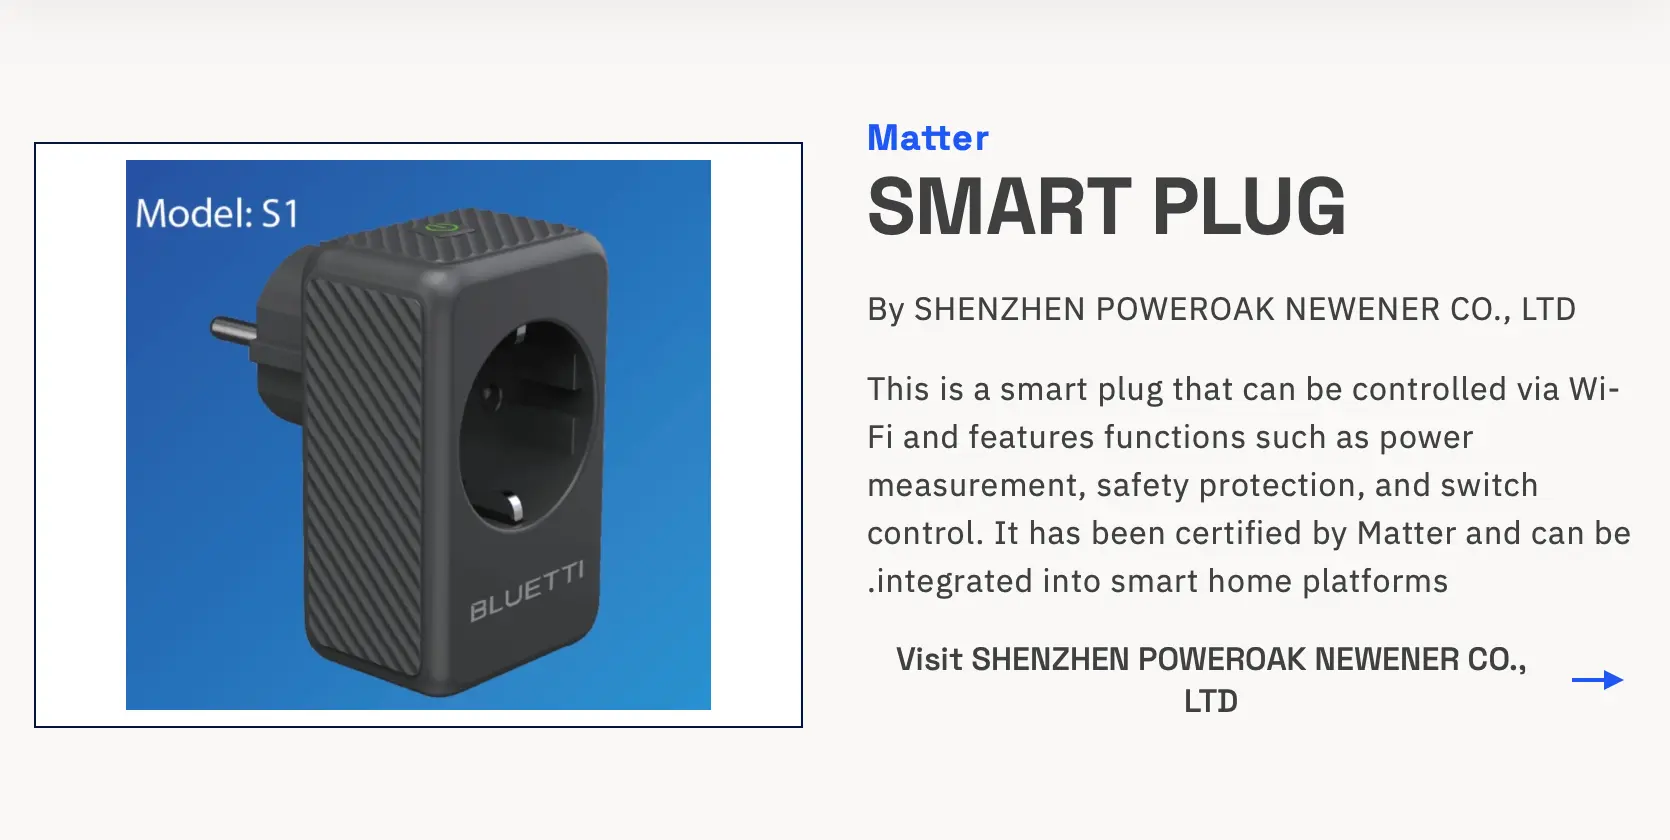 Model: S1
BLUETTI
Matter
SMART PLUG
By SHENZHEN POWEROAK NEWENER CO., LTD
This is a smart plug that can be controlled via Wi-
Fi and features functions such as power
measurement, safety protection, and switch
control. It has been certified by Matter and can be
.integrated into smart home platforms
Visit SHENZHEN POWEROAK NEWENER CO.,
LTD